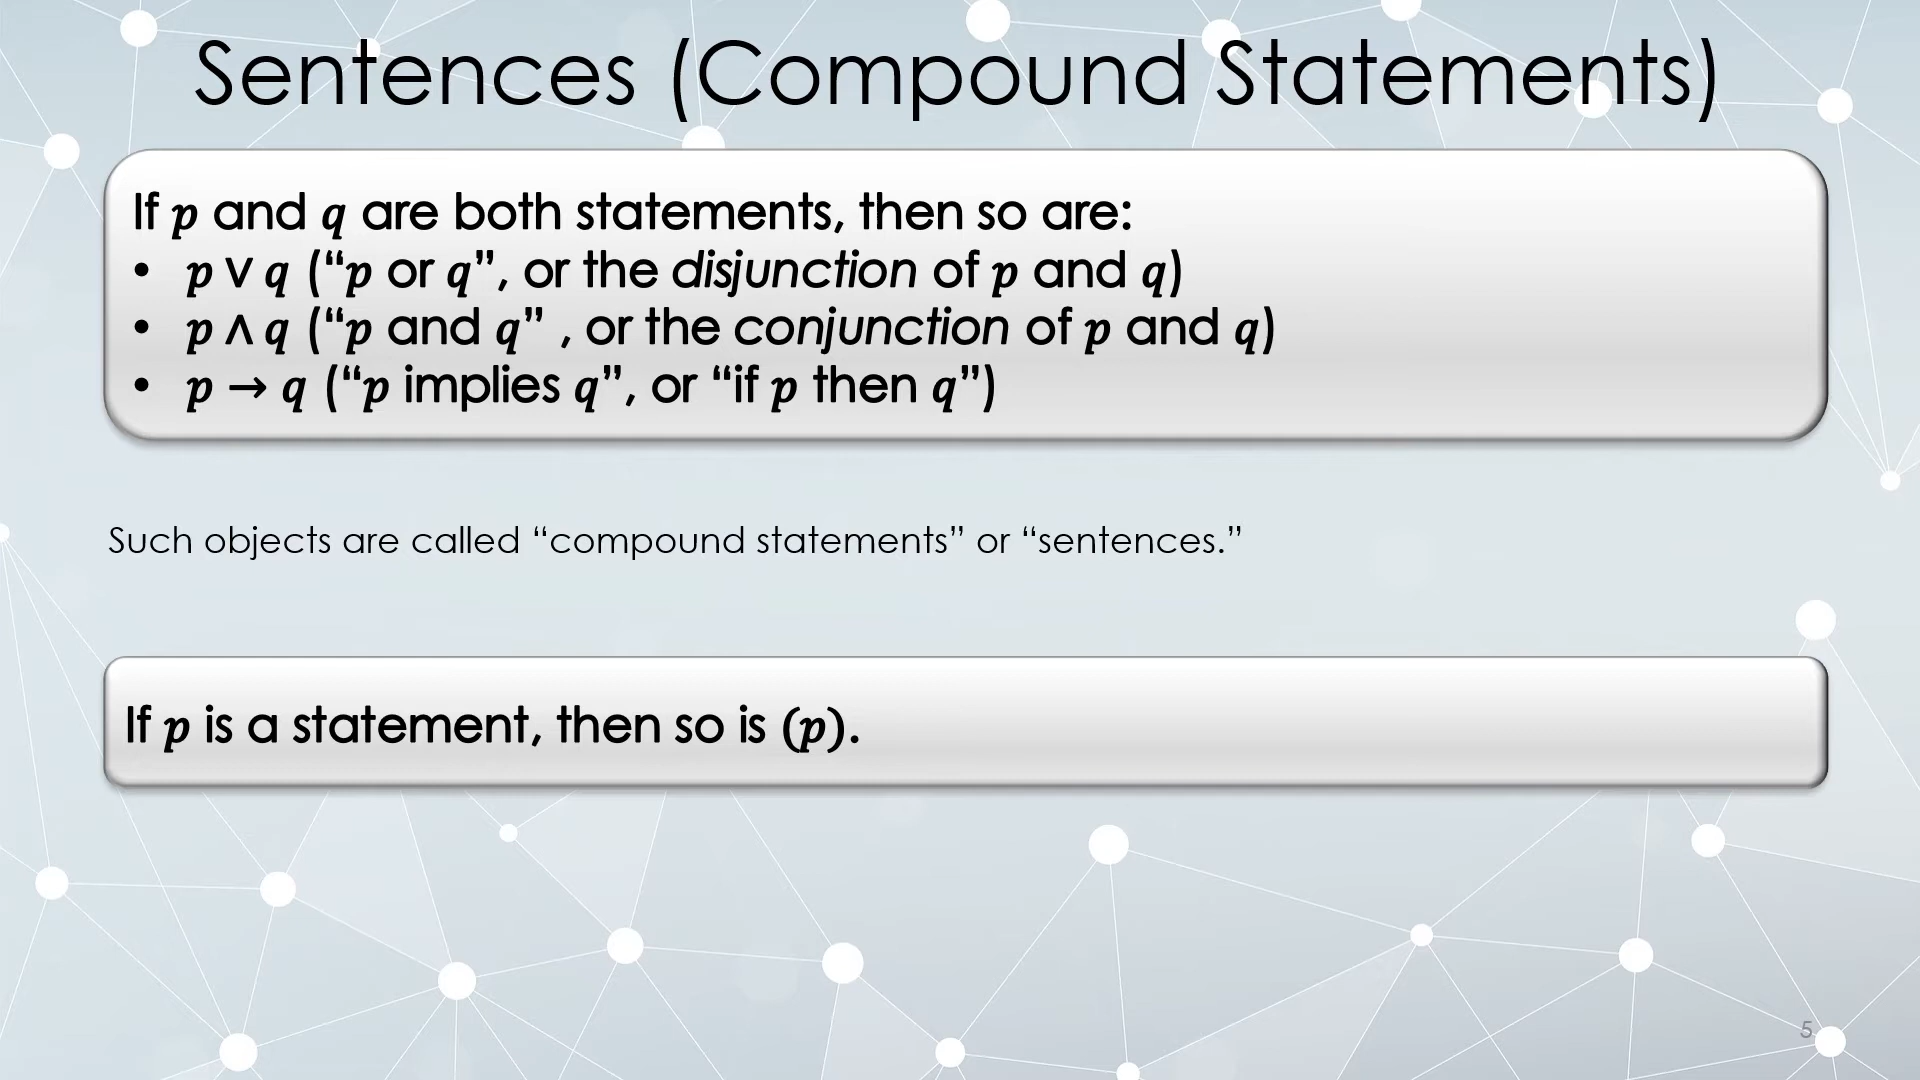 Sentences (Compound Statements)
If p and q are both statements, then so are:
• p ∨ q (“p or q”, or the disjunction of p and q)
• p ∧ q (“p and q” , or the conjunction of p and q)
• p → q (“p implies q”, or “if p then q”)
Such objects are called “compound statements” or “sentences.”
If p is a statement, then so is (p).
5